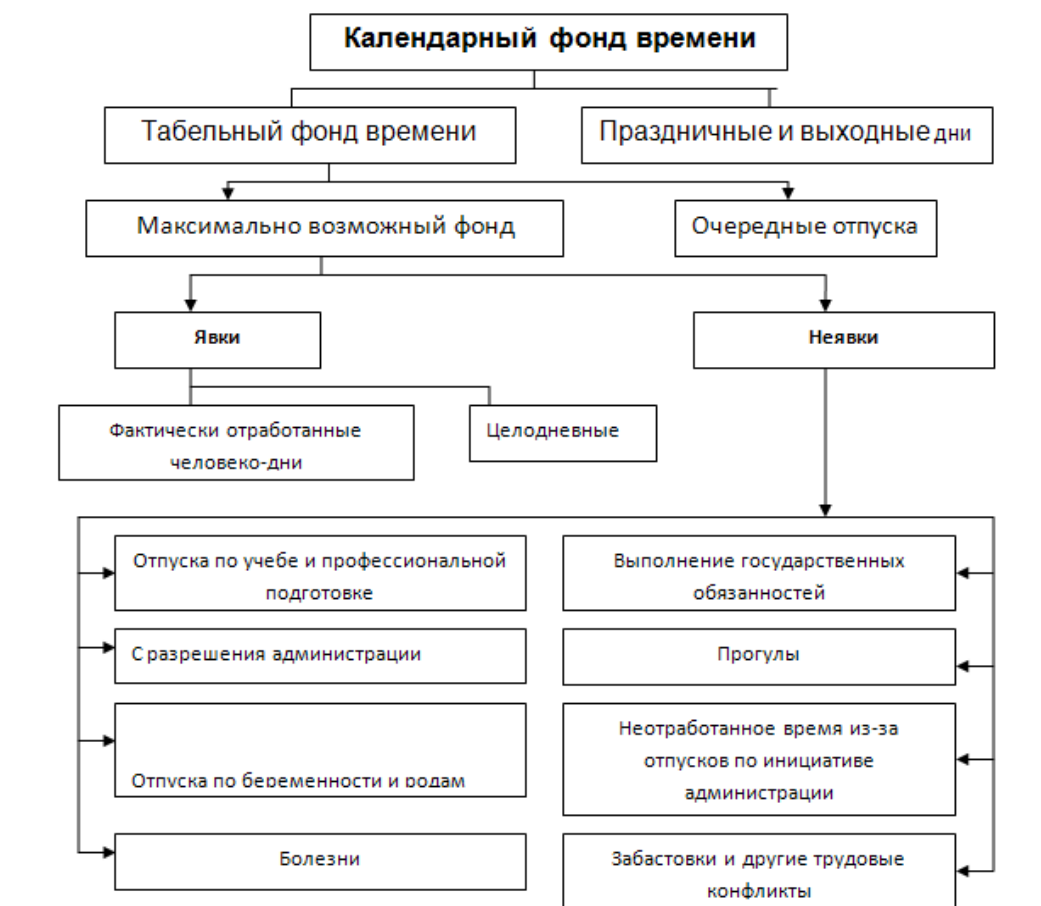 Календарный фонд времени
Табельный фонд времени
Праздничные и выходные дни
Максимально возможный фонд
Очередные отпуска
Явки
Неявки
Фактически отработанные
человеко-дни
Целодневные
Отпуска по учебе и профессиональной
подготовке
Выполнение государственных
обязанностей
С разрешения администрации
Прогулы
Отпуска по беременности и родам
Неотработанное время из-за
отпусков по инициативе
администрации
Болезни
Забастовки и другие трудовые
конфликты